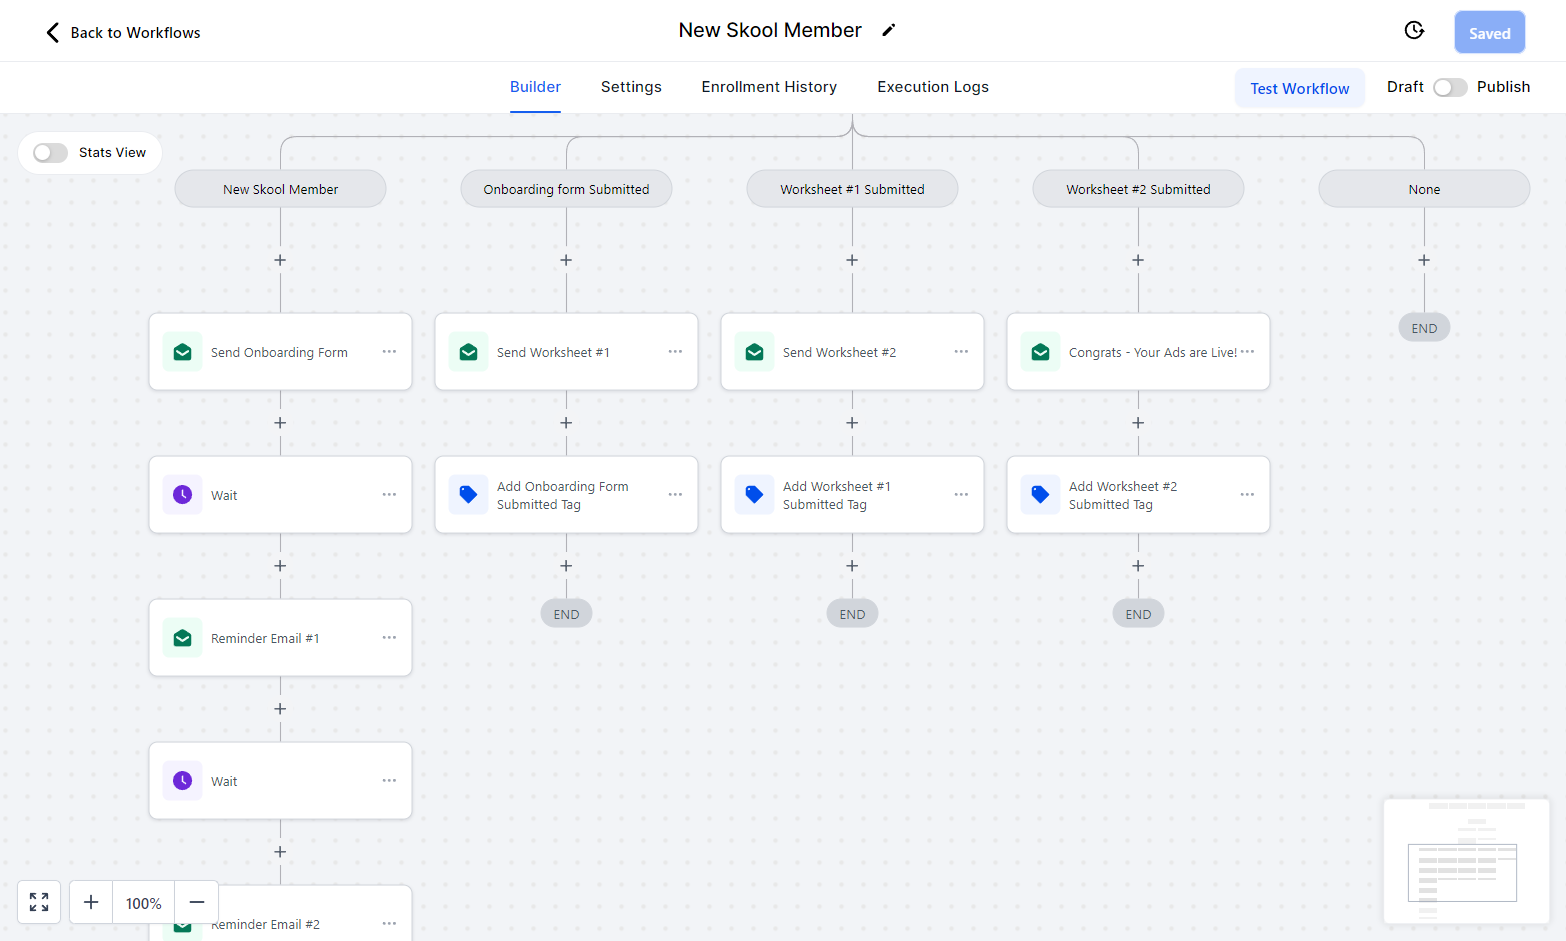 Back to Workflows
New Skool Member
Saved
Builder
Settings
Enrollment History
Execution Logs
Test Workflow
Draft
Publish
Stats View
New Skool Member
Onboarding form Submitted
Worksheet #1 Submitted
Worksheet #2 Submitted
None
Send Onboarding Form
Send Worksheet #1
Send Worksheet #2
Congrats - Your Ads are Live!
END
Wait
Add Onboarding Form
Submitted Tag
Add Worksheet #1
Submitted Tag
Add Worksheet #2
Submitted Tag
Reminder Email #1
END
END
END
Wait
100%
Reminder Email #2